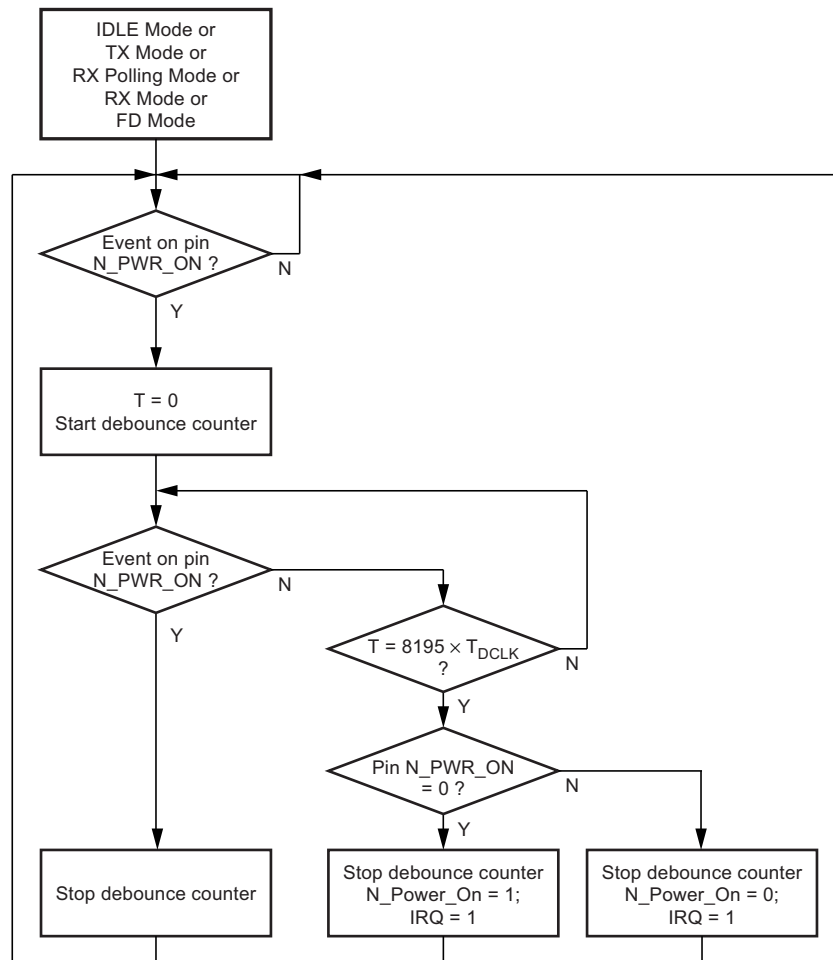 IDLE Mode or
TX Mode or
RX Polling Mode or
RX Mode or
FD Mode
Event on pin
N_PWR_ON ?
N
Y
T = 0
Start debounce counter
Event on pin
N_PWR_ON ?
N
Y
T = 8195 × T_DCLK
?
N
Y
Pin N_PWR_ON
= 0 ?
N
Y
Stop debounce counter
Stop debounce counter
N_Power_On = 1;
IRQ = 1
Stop debounce counter
N_Power_On = 0;
IRQ = 1